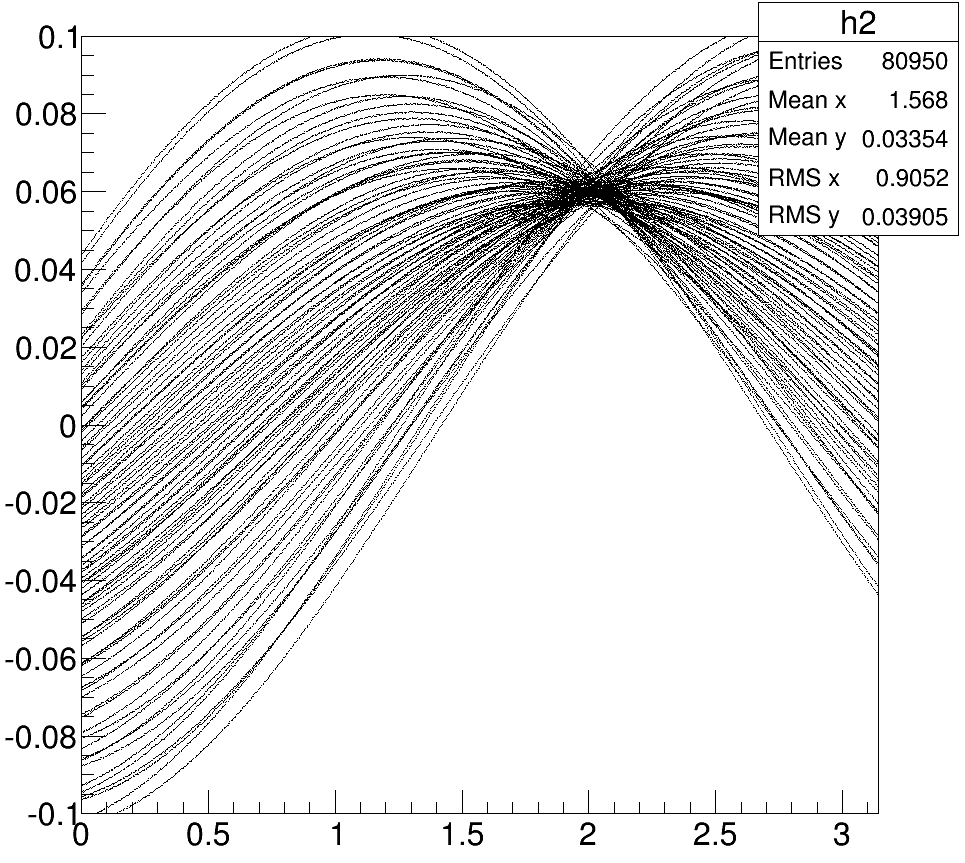 h2
Entries 80950
Mean x 1.568
Mean y 0.03354
RMS x 0.9052
RMS y 0.03905
0.1
0.08
0.06
0.04
0.02
0
-0.02
-0.04
-0.06
-0.08
-0.1
0 0.5 1 1.5 2 2.5 3